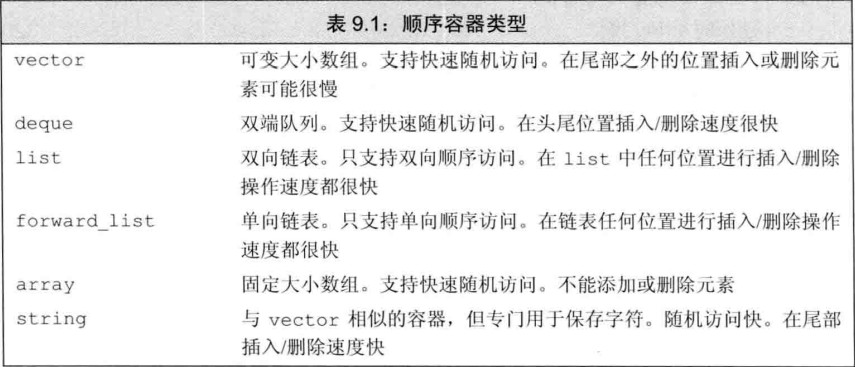 表 9.1：顺序容器类型
vector 可变大小数组。支持快速随机访问。在尾部之外的位置插入或删除元
素可能很慢
deque 双端队列。支持快速随机访问。在头尾位置插入/删除速度很快
list 双向链表。只支持双向顺序访问。在 list 中任何位置进行插入/删除
操作速度都很快
forward_list 单向链表。只支持单向顺序访问。在链表任何位置进行插入/删除操作
速度都很快
array 固定大小数组。支持快速随机访问。不能添加或删除元素
string 与 vector 相似的容器，但专门用于保存字符。随机访问快。在尾部
插入/删除速度快